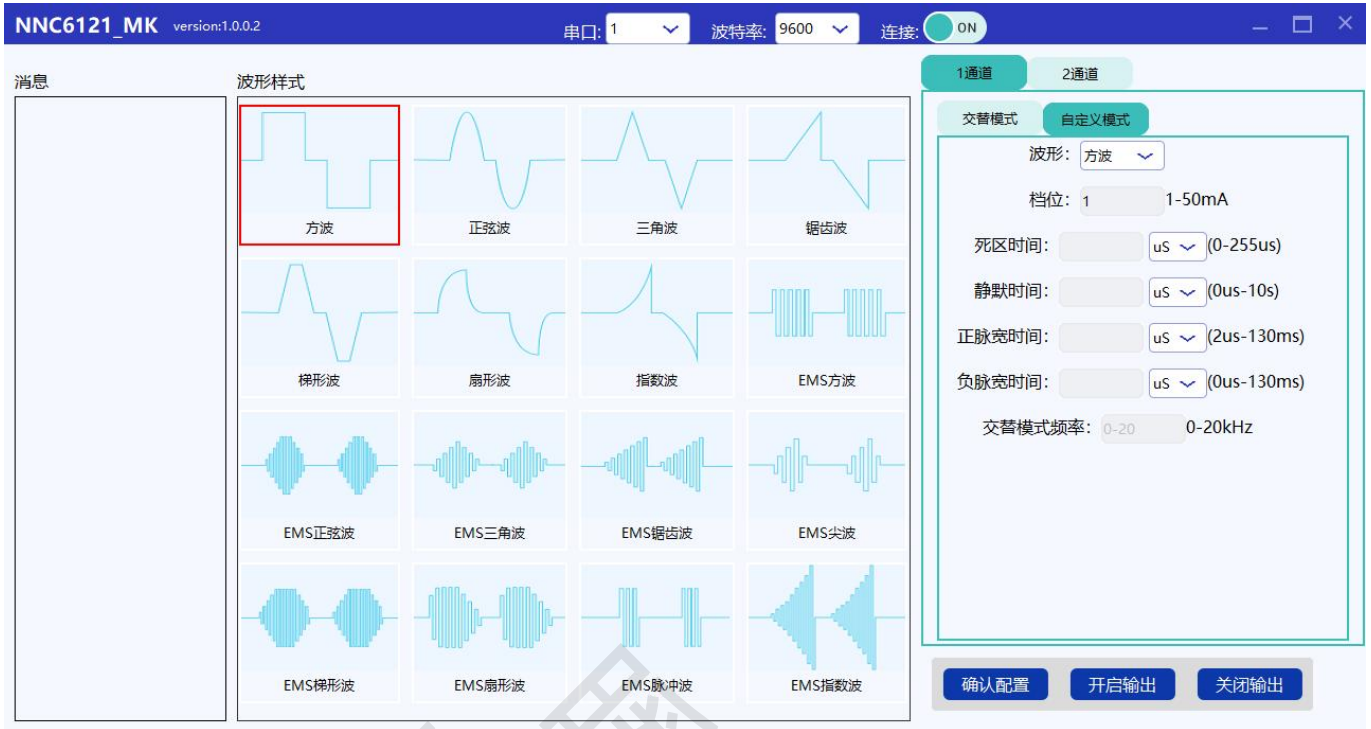 NNC6121_MK version:1.0.0.2 串口: 1 波特率: 9600 连接: ON
消息
波形样式
方波 正弦波 三角波 锯齿波
梯形波 扇形波 指数波 EMS方波
EMS正弦波 EMS三角波 EMS锯齿波 EMS尖波
EMS梯形波 EMS扇形波 EMS脉冲波 EMS指数波
1通道 2通道
交替模式 自定义模式
波形: 方波
档位: 1 1-50mA
死区时间: uS (0-255us)
静默时间: uS (0us-10s)
正脉宽时间: uS (2us-130ms)
负脉宽时间: uS (0us-130ms)
交替模式频率: 0-20 0-20kHz
确认配置 开启输出 关闭输出